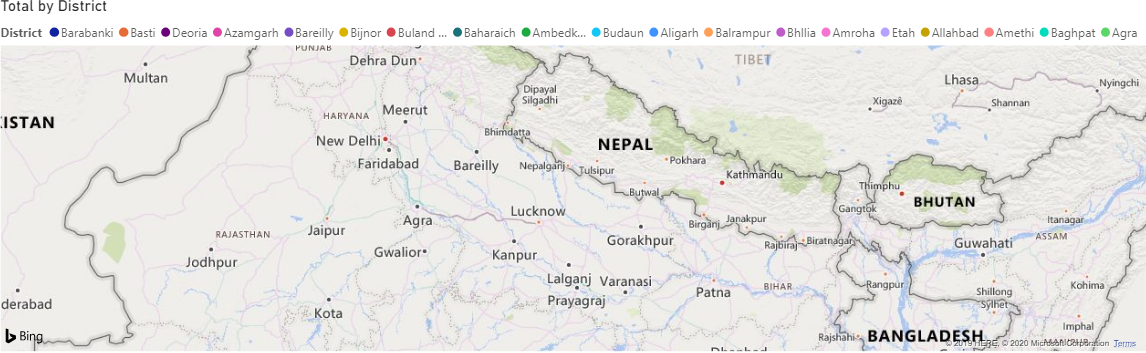 Total by District
District Barabanki Basti Deoria Azamgarh Bareilly Bijnor Buland ... Baharaich Ambedk... Budaun Aligarh Balrampur Bhllia Amroha Etah Allahbad Amethi Baghpat Agra
PUNJAB
Dehra Dun
TIBET
Multan
Lhasa
Nyingchi
Dipayal
Silgadhi
Xigazê
Shannan
Meerut
HARYANA
ISTAN
Bhimdatta
New Delhi
NEPAL
Faridabad
Bareilly
Nepalganj
Tulsipur
Pokhara
Kathmandu
Thimphu
Butwal
BHUTAN
Gangtok
Agra
Lucknow
Birganj
Janakpur
Itanagar
Jaipur
RAJASTHAN
Gorakhpur
Rajbiraj
Biratnagar
ASSAM
Guwahati
Jodhpur
Gwalior
Kanpur
Lalganj
Varanasi
BIHAR
Rangpur
Kohima
derabad
Kota
Prayagraj
Patna
Shillong
Sylhet
Imphal
Bing
Rajshahi
BANGLADESH
© 2019 HERE, © 2020 Microsoft Corporation Terms